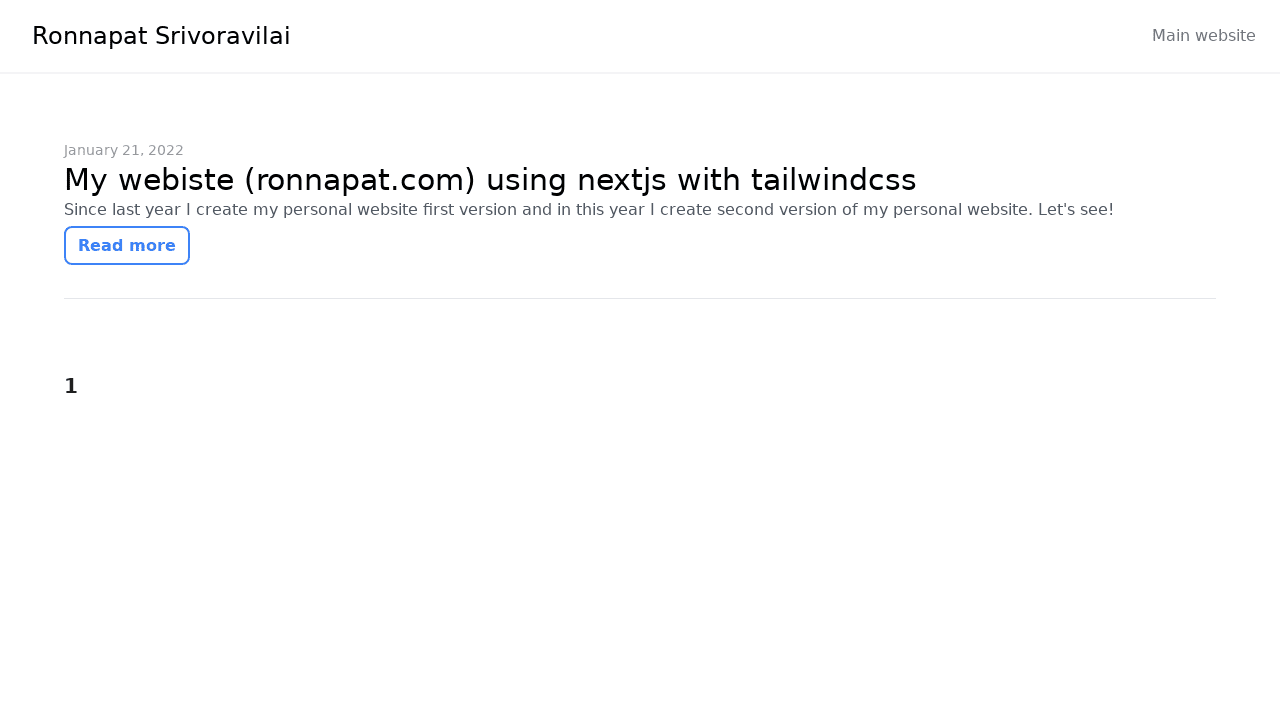 Ronnapat Srivoravilai
Main website
January 21, 2022
My webiste (ronnapat.com) using nextjs with tailwindcss
Since last year I create my personal website first version and in this year I create second version of my personal website. Let's see!
Read more
1